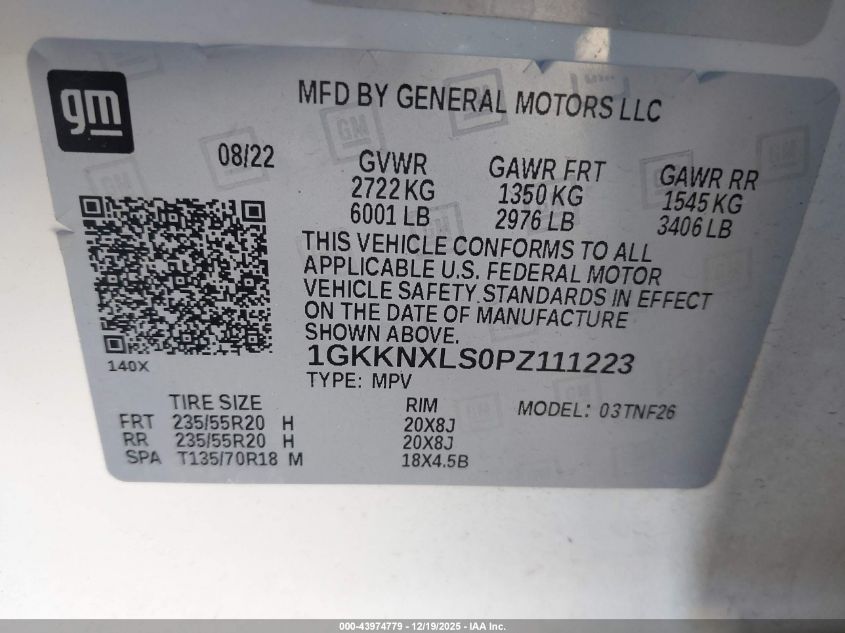 gm
MFD BY GENERAL MOTORS LLC
08/22
GVWR GAWR FRT GAWR RR
2722 KG 1350 KG 1545 KG
6001 LB 2976 LB 3406 LB
THIS VEHICLE CONFORMS TO ALL
APPLICABLE U.S. FEDERAL MOTOR
VEHICLE SAFETY STANDARDS IN EFFECT
ON THE DATE OF MANUFACTURE
SHOWN ABOVE.
1GKKNXLS0PZ111223
140X
TYPE: MPV
TIRE SIZE RIM MODEL: 03TNF26
FRT 235/55R20 H 20X8J
RR 235/55R20 H 20X8J
SPA T135/70R18 M 18X4.5B
000-43974779 - 12/19/2025 - IAA Inc.